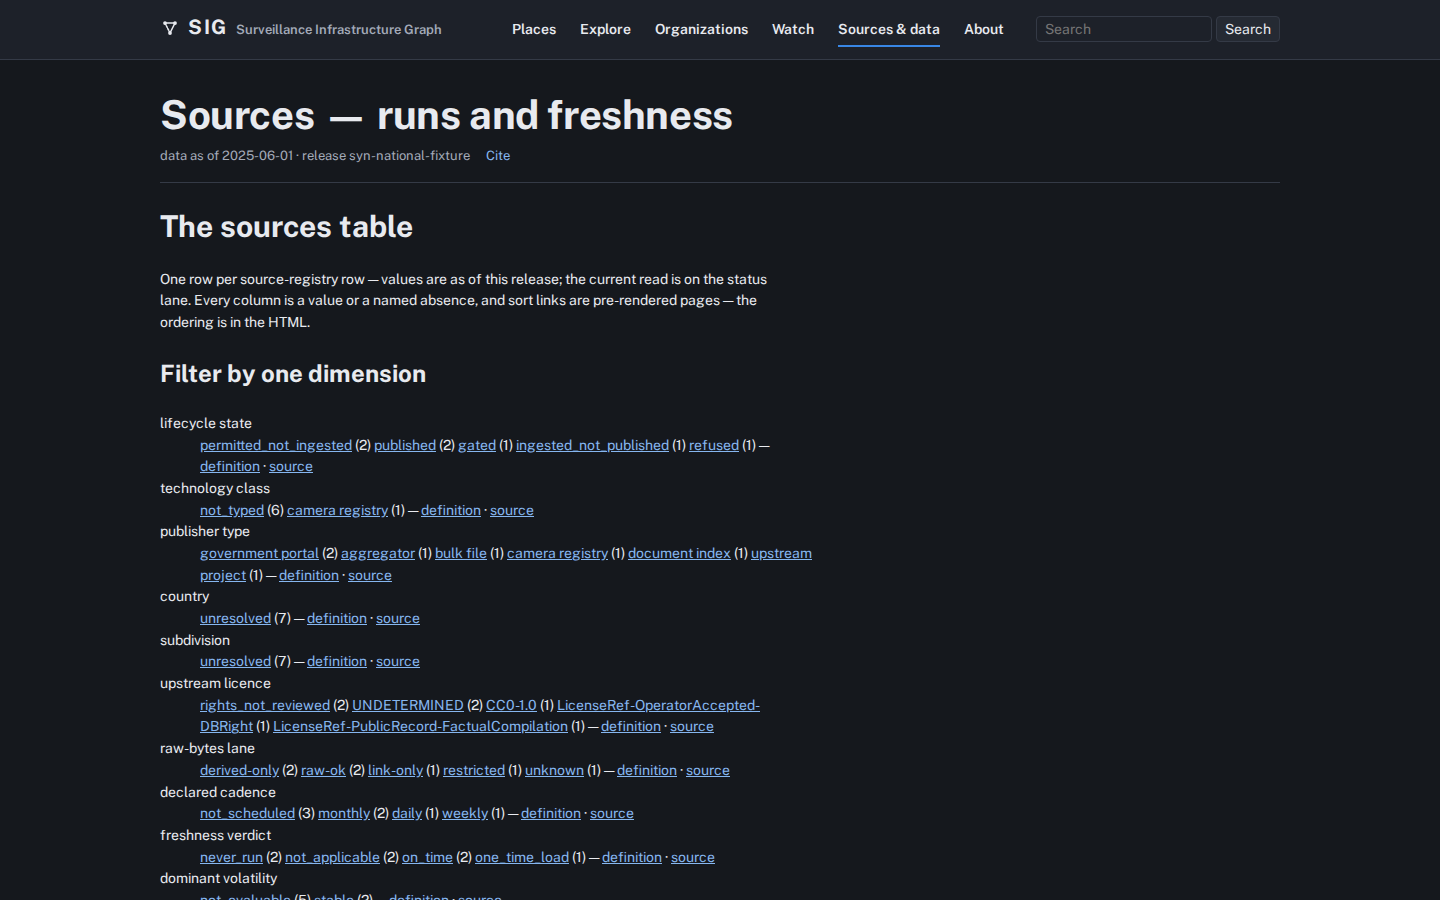 SIG Surveillance Infrastructure Graph Places Explore Organizations Watch Sources & data About Search Search
Sources — runs and freshness
data as of 2025-06-01 · release syn-national-fixture Cite
The sources table
One row per source-registry row — values are as of this release; the current read is on the status
lane. Every column is a value or a named absence, and sort links are pre-rendered pages — the
ordering is in the HTML.
Filter by one dimension
lifecycle state
permitted_not_ingested (2) published (2) gated (1) ingested_not_published (1) refused (1) —
definition · source
technology class
not_typed (6) camera registry (1) — definition · source
publisher type
government portal (2) aggregator (1) bulk file (1) camera registry (1) document index (1) upstream
project (1) — definition · source
country
unresolved (7) — definition · source
subdivision
unresolved (7) — definition · source
upstream licence
rights_not_reviewed (2) UNDETERMINED (2) CC0-1.0 (1) LicenseRef-OperatorAccepted-
DBRight (1) LicenseRef-PublicRecord-FactualCompilation (1) — definition · source
raw-bytes lane
derived-only (2) raw-ok (2) link-only (1) restricted (1) unknown (1) — definition · source
declared cadence
not_scheduled (3) monthly (2) daily (1) weekly (1) — definition · source
freshness verdict
never_run (2) not_applicable (2) on_time (2) one_time_load (1) — definition · source
dominant volatility
not_evaluable (5) stable (2) — definition · source